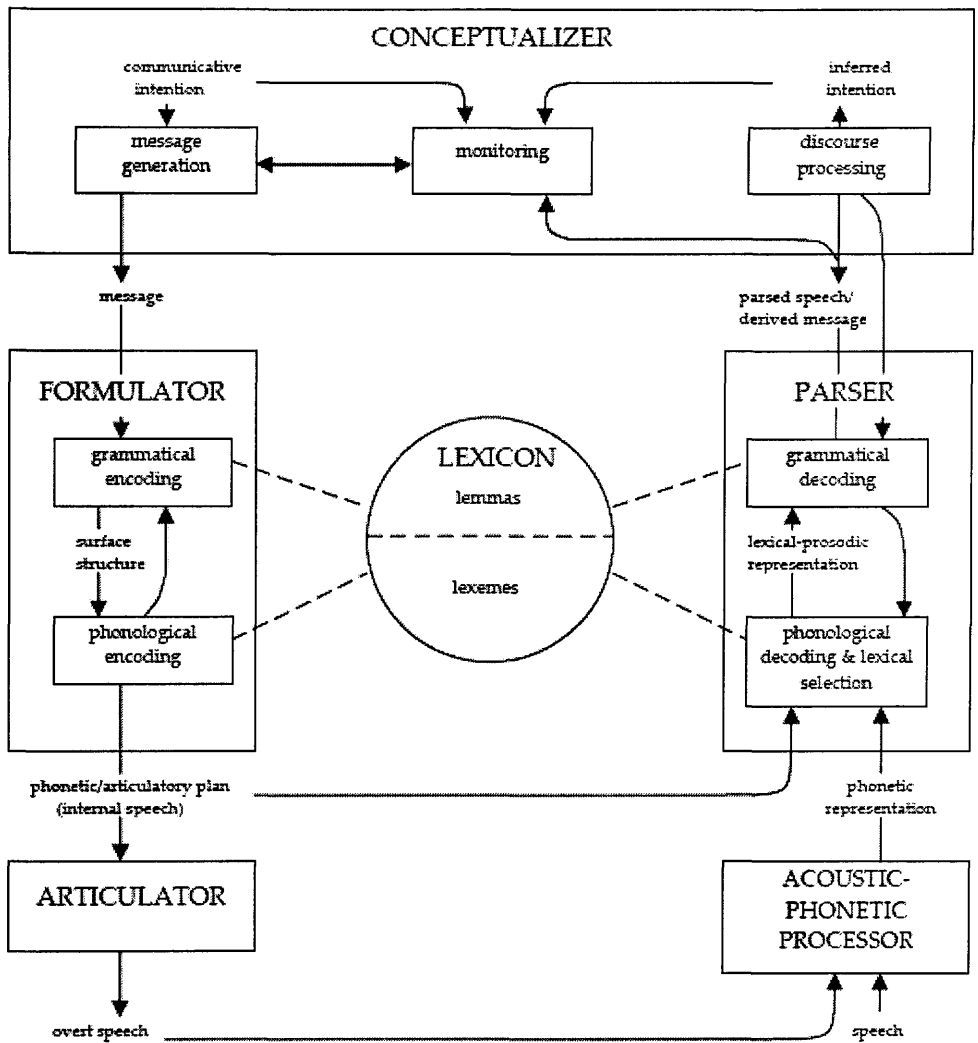 CONCEPTUALIZER
communicative
intention
inferred
intention
message
generation
monitoring
discourse
processing
message
parsed speech/
derived message
FORMULATOR
grammatical
encoding
surface
structure
phonological
encoding
LEXICON
lemmas
lexemes
PARSER
grammatical
decoding
lexical-prosodic
representation
phonological
decoding & lexical
selection
phonetic/articulatory plan
(internal speech)
phonetic
representation
ARTICULATOR
ACOUSTIC-
PHONETIC
PROCESSOR
overt speech
speech